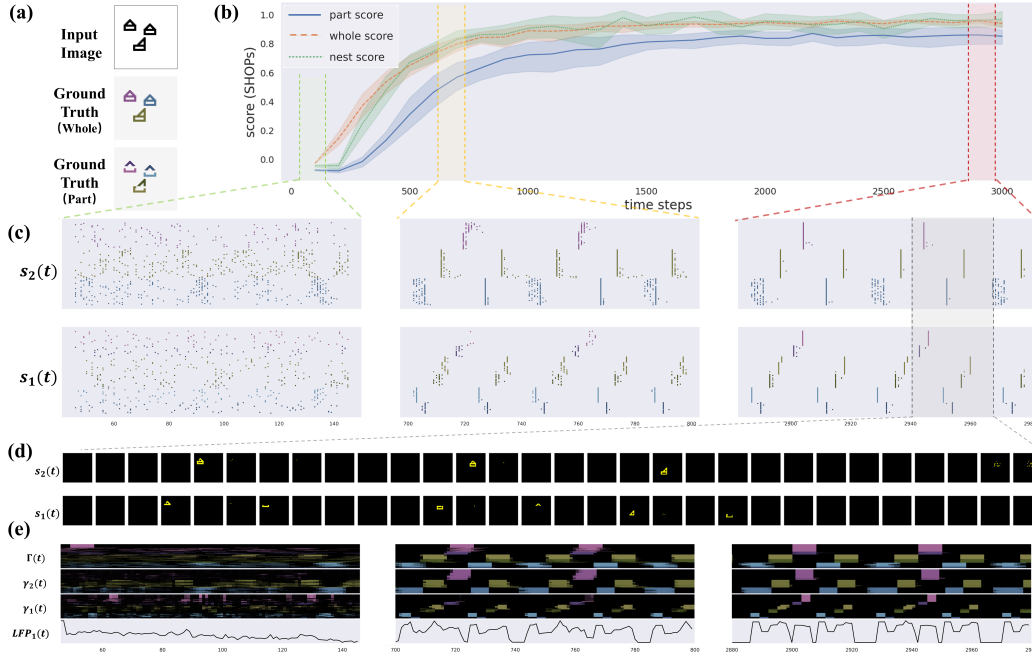 (a)
Input
Image
Ground
Truth
(Whole)
Ground
Truth
(Part)
(b)
1.0
0.8
0.6
0.4
0.2
0.0
score (SHOPs)
part score
whole score
nest score
0 500 1000 1500 2000 2500 3000
time steps
(c)
s₂(t)
s₁(t)
60 80 100 120 140
700 720 740 760 780 800
2900 2920 2940 2960
(d)
s₂(t)
s₁(t)
(e)
Γ(t)
γ₂(t)
γ₁(t)
LFP₁(t)
60 80 100 120 140
700 720 740 760 780 800
2880 2900 2920 2940 2960